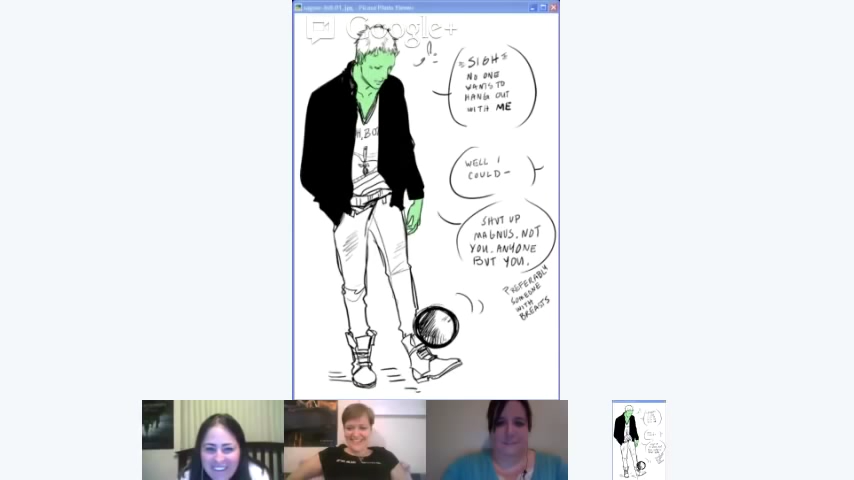 Google+
*SIGH*
NO ONE
WANTS TO
HANG OUT
WITH ME
WELL I
COULD-
SHUT UP
MAGNUS. NOT
YOU. ANYONE
BUT YOU.
PREFERABLY
SOMEONE
WITH
BREASTS